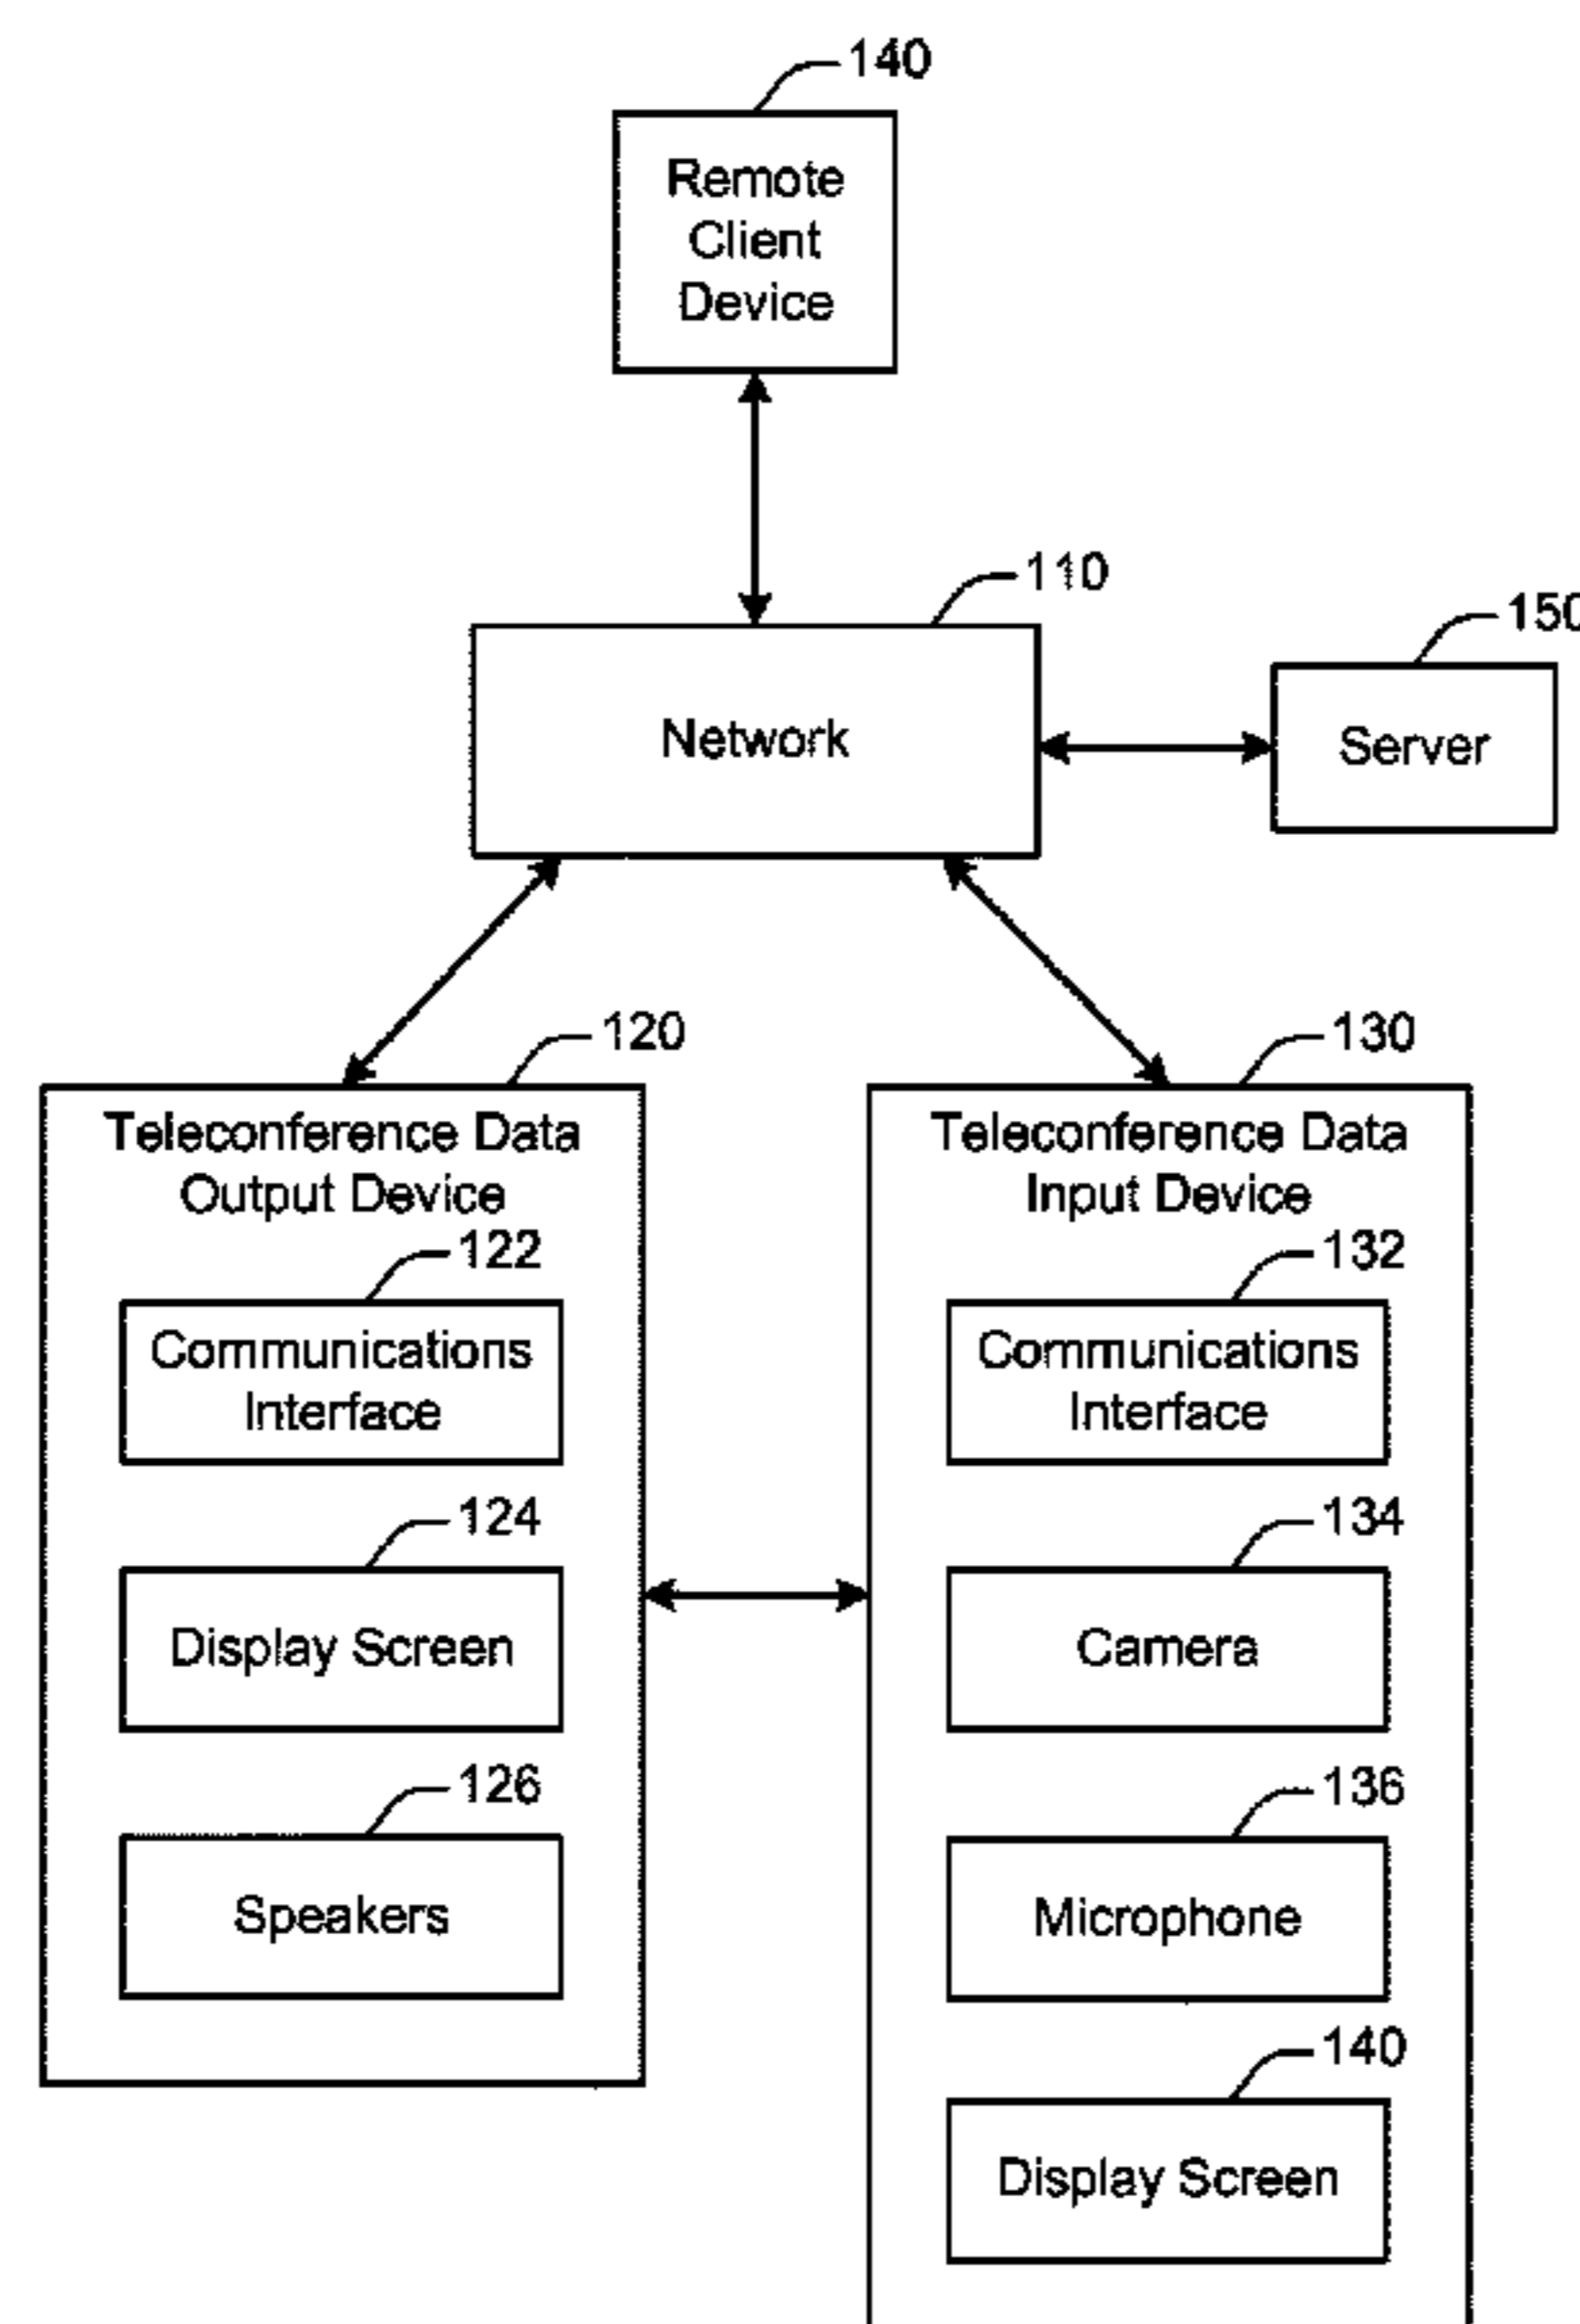 140
Remote
Client
Device
110
150
Network
Server
120
130
Teleconference Data
Output Device
122
Communications
Interface
124
Display Screen
126
Speakers
Teleconference Data
Input Device
132
Communications
Interface
134
Camera
136
Microphone
140
Display Screen